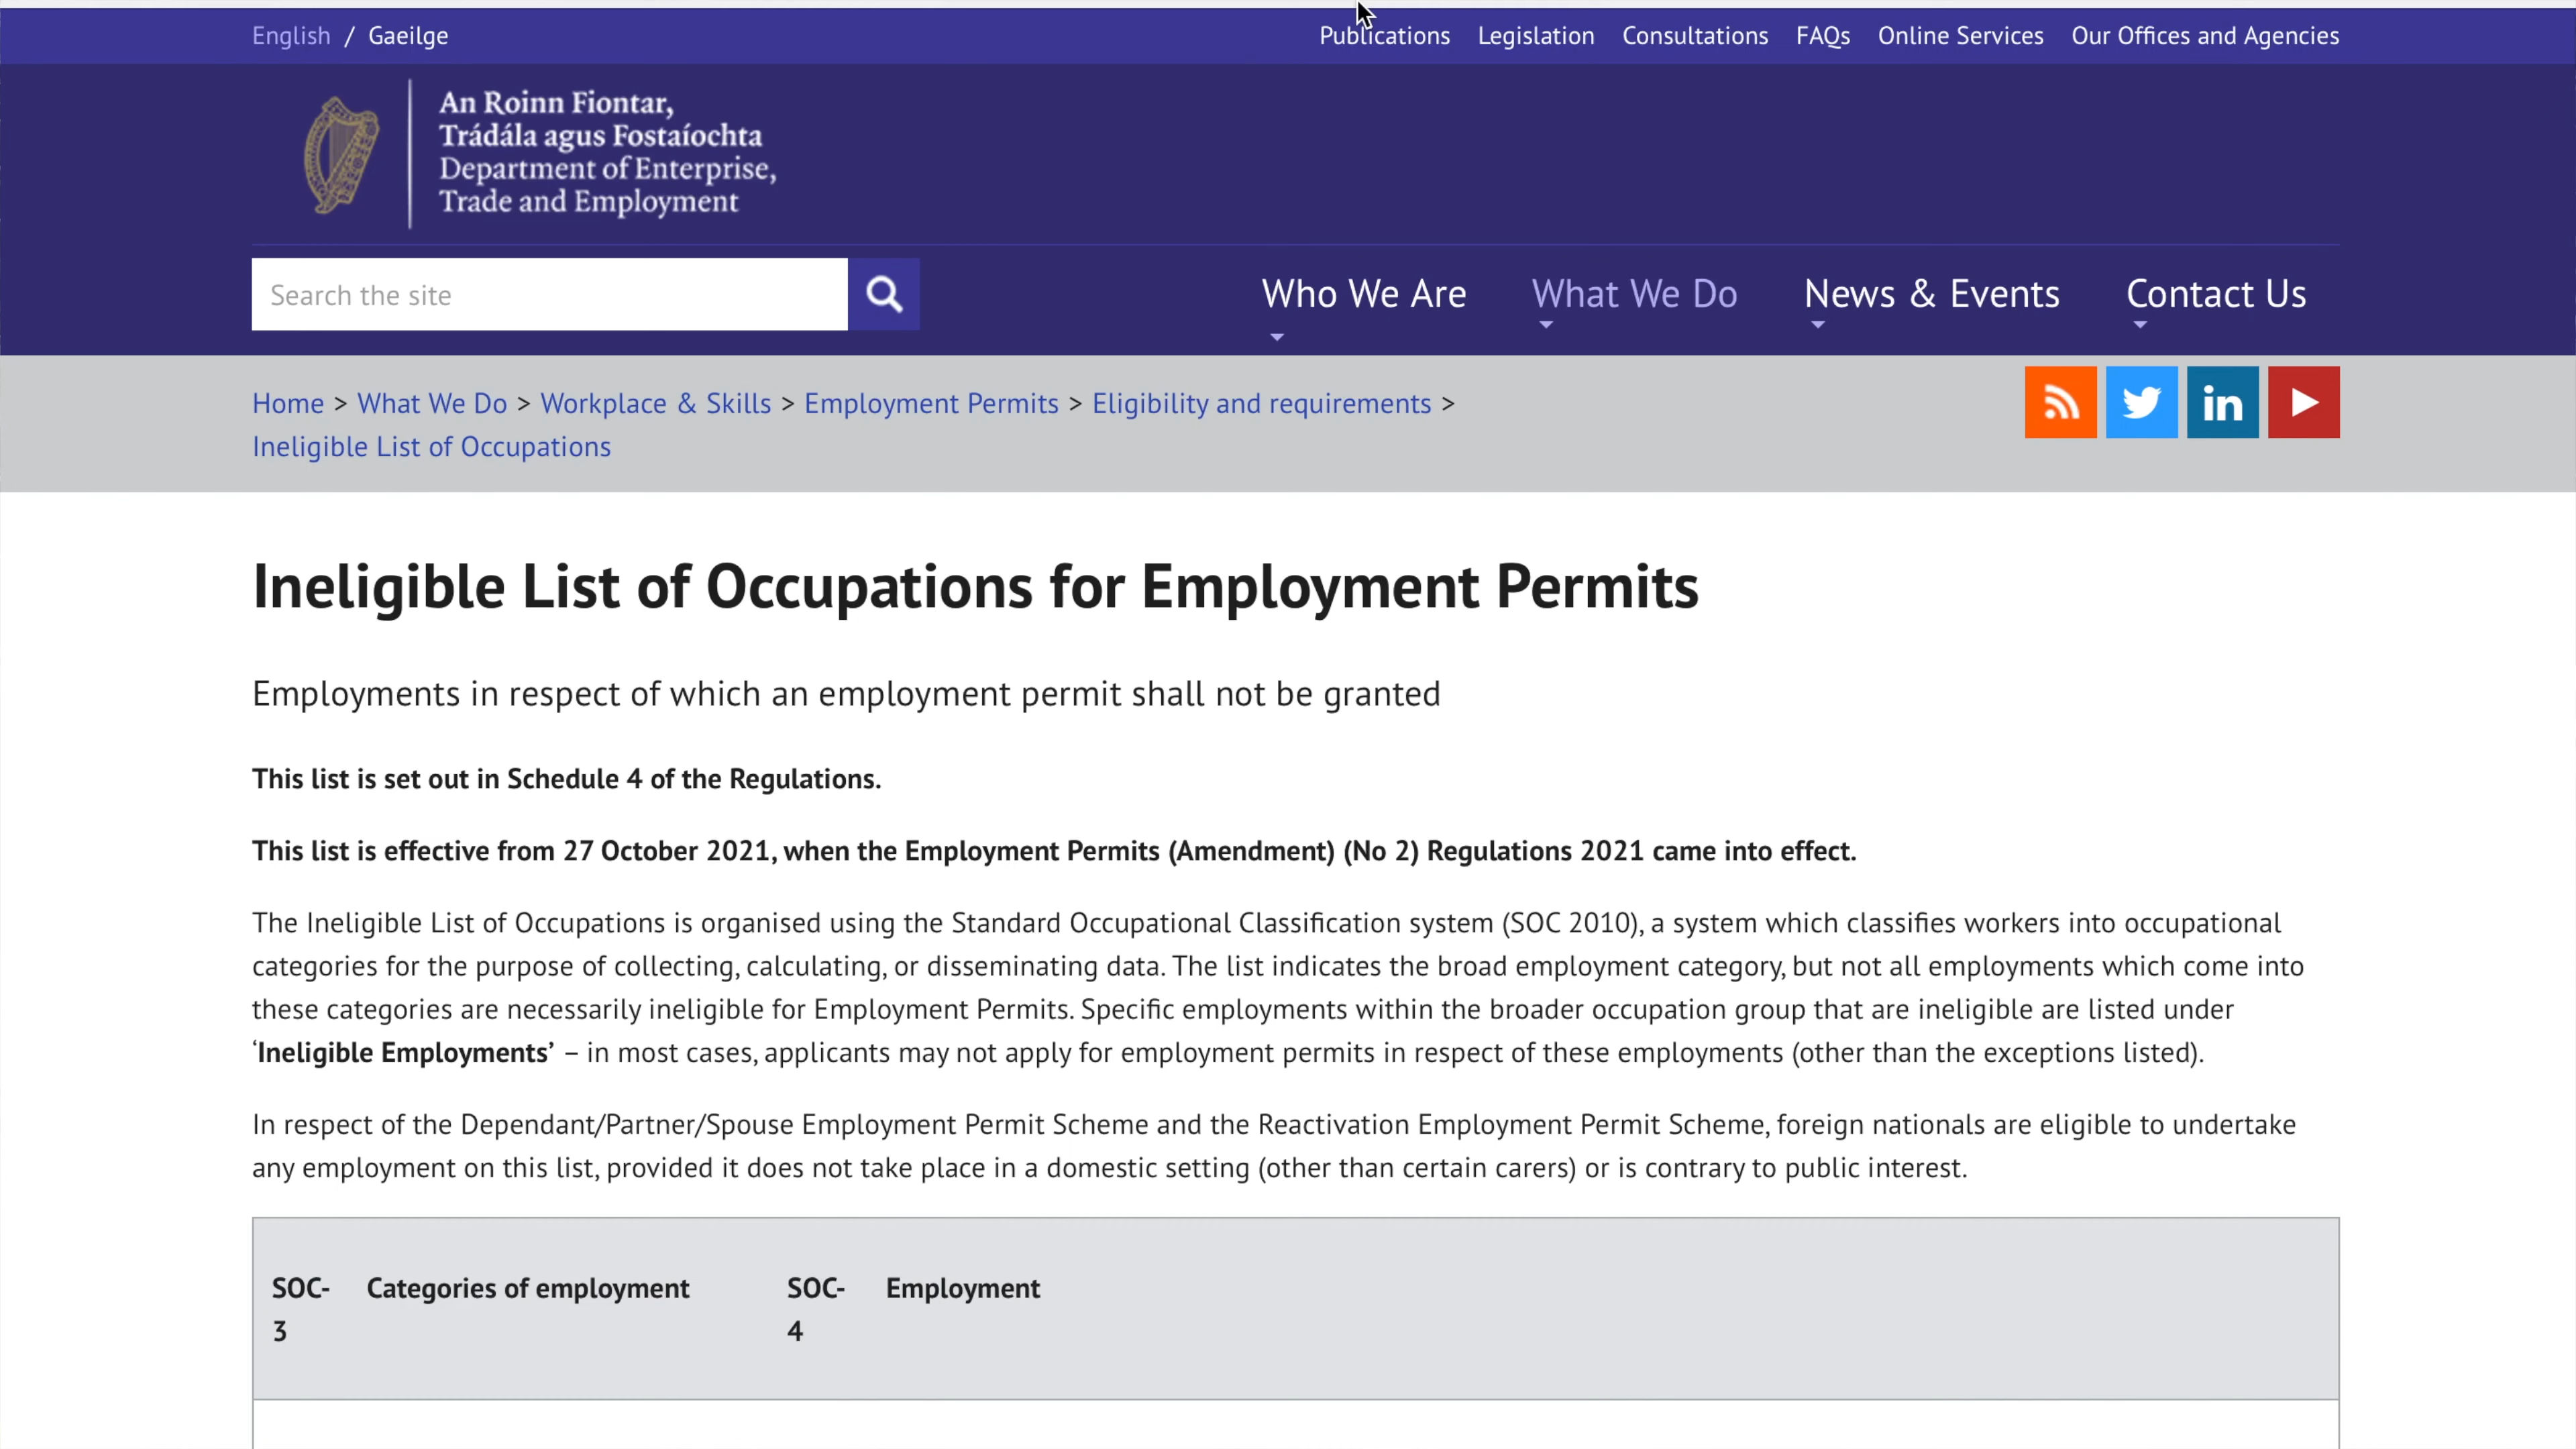 English / Gaeilge
Publications Legislation Consultations FAQs Online Services Our Offices and Agencies
An Roinn Fiontar,
Trádála agus Fostaíochta
Department of Enterprise,
Trade and Employment
Search the site
Who We Are What We Do News & Events Contact Us
Home > What We Do > Workplace & Skills > Employment Permits > Eligibility and requirements >
Ineligible List of Occupations
in
Ineligible List of Occupations for Employment Permits
Employments in respect of which an employment permit shall not be granted
This list is set out in Schedule 4 of the Regulations.
This list is effective from 27 October 2021, when the Employment Permits (Amendment) (No 2) Regulations 2021 came into effect.
The Ineligible List of Occupations is organised using the Standard Occupational Classification system (SOC 2010), a system which classifies workers into occupational
categories for the purpose of collecting, calculating, or disseminating data. The list indicates the broad employment category, but not all employments which come into
these categories are necessarily ineligible for Employment Permits. Specific employments within the broader occupation group that are ineligible are listed under
‘Ineligible Employments’ – in most cases, applicants may not apply for employment permits in respect of these employments (other than the exceptions listed).
In respect of the Dependant/Partner/Spouse Employment Permit Scheme and the Reactivation Employment Permit Scheme, foreign nationals are eligible to undertake
any employment on this list, provided it does not take place in a domestic setting (other than certain carers) or is contrary to public interest.
SOC- Categories of employment SOC- Employment
3 4